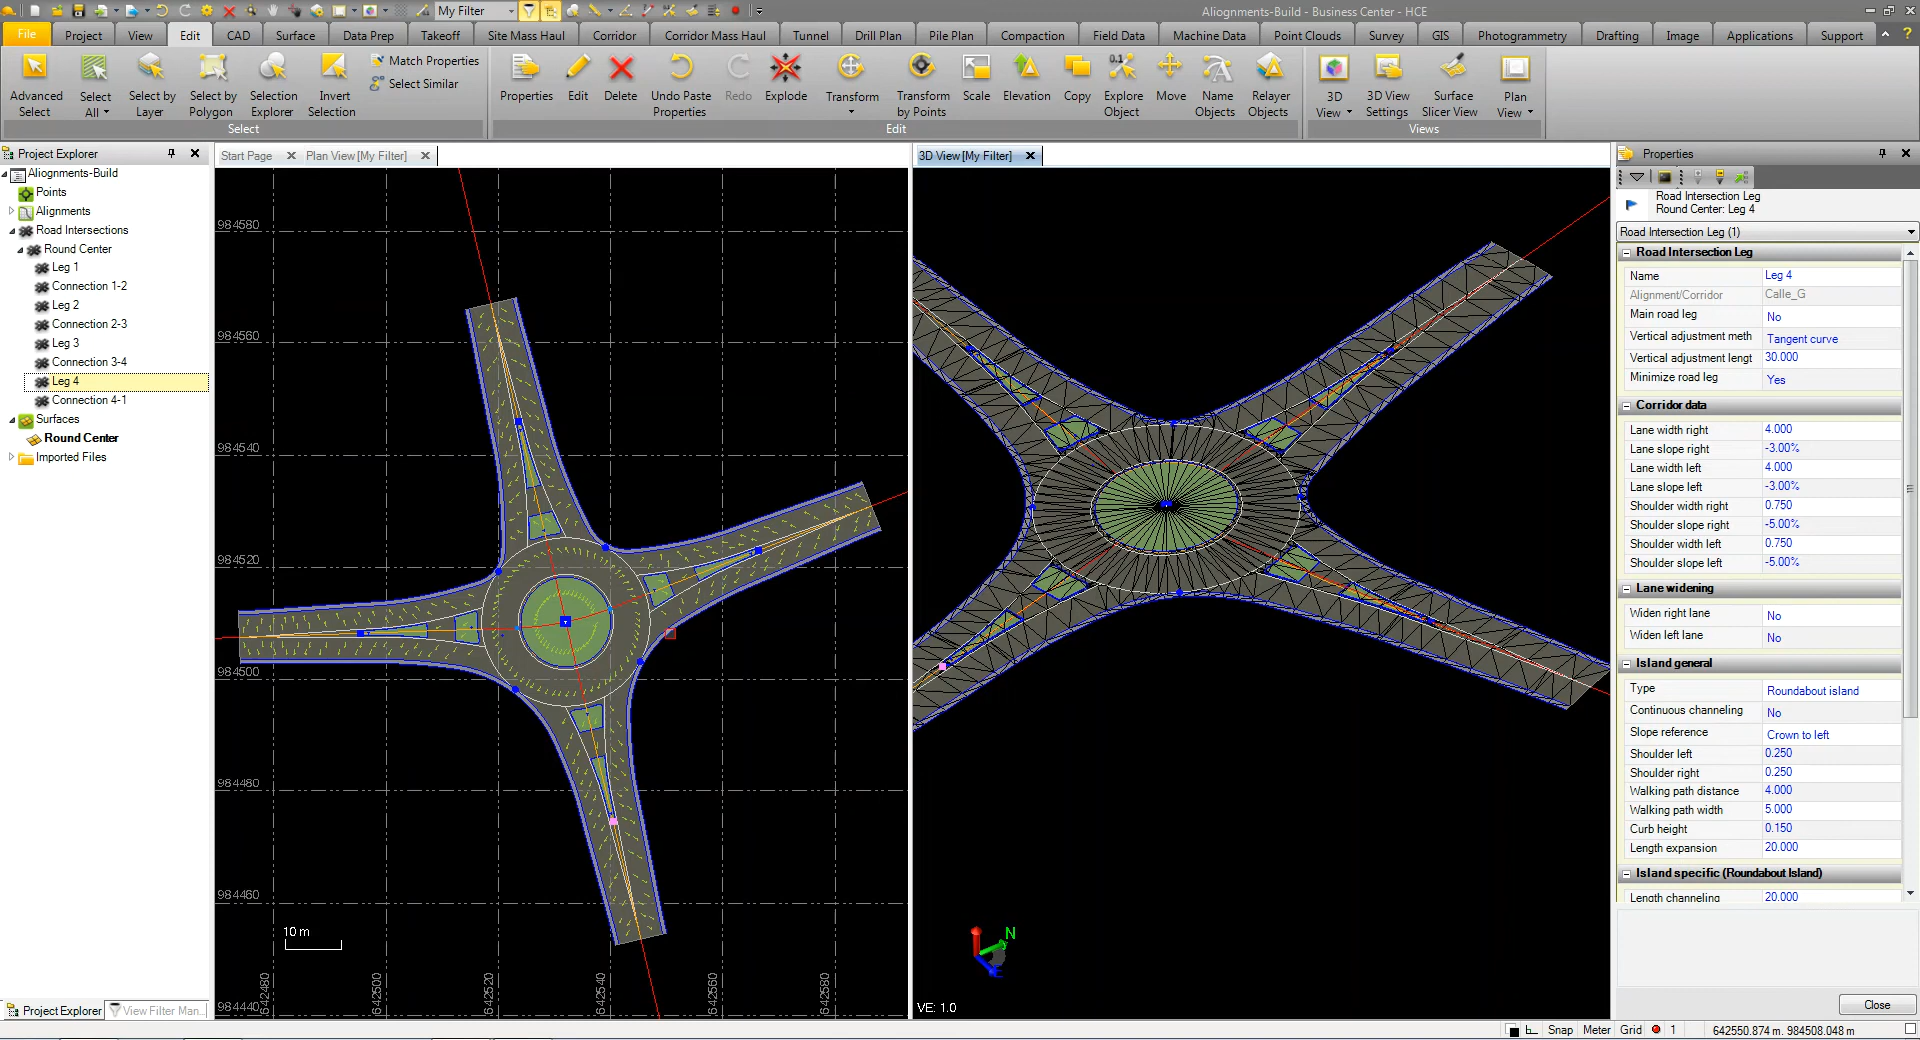 My Filter
Aliognments-Build - Business Center - HCE
File Project View Edit CAD Surface Data Prep Takeoff Site Mass Haul Corridor Corridor Mass Haul Tunnel Drill Plan Pile Plan Compaction Field Data Machine Data Point Clouds Survey GIS Photogrammetry Drafting Image Applications Support
Advanced Select
Select All
Select by Layer
Select by Polygon
Selection Explorer
Invert Selection
Match Properties
Select Similar
Select
Properties
Edit
Delete
Undo Paste Properties
Redo
Explode
Transform
Transform by Points
Scale
Elevation
Copy
0.1
Explore Object
Move
Name Objects
Relayer Objects
Edit
3D View
3D View Settings
Surface Slicer View
Plan View
Views
Project Explorer
Aliognments-Build
Points
Alignments
Road Intersections
Round Center
Leg 1
Connection 1-2
Leg 2
Connection 2-3
Leg 3
Connection 3-4
Leg 4
Connection 4-1
Surfaces
Round Center
Imported Files
Project Explorer
View Filter Man...
Start Page
Plan View [My Filter]
984580
984560
984540
984520
984500
984480
984460
984440
10 m
642480
642500
642520
642540
642560
642580
3D View [My Filter]
N
VE: 1.0
Properties
Road Intersection Leg
Round Center: Leg 4
Road Intersection Leg (1)
Road Intersection Leg
Name Leg 4
Alignment/Corridor Calle_G
Main road leg No
Vertical adjustment meth Tangent curve
Vertical adjustment lengt 30.000
Minimize road leg Yes
Corridor data
Lane width right 4.000
Lane slope right -3.00%
Lane width left 4.000
Lane slope left -3.00%
Shoulder width right 0.750
Shoulder slope right -5.00%
Shoulder width left 0.750
Shoulder slope left -5.00%
Lane widening
Widen right lane No
Widen left lane No
Island general
Type Roundabout island
Continuous channeling No
Slope reference Crown to left
Shoulder left 0.250
Shoulder right 0.250
Walking path distance 4.000
Walking path width 5.000
Curb height 0.150
Length expansion 20.000
Island specific (Roundabout Island)
Length channeling 20.000
Close
Snap Meter Grid 1 642550.874 m. 984508.048 m